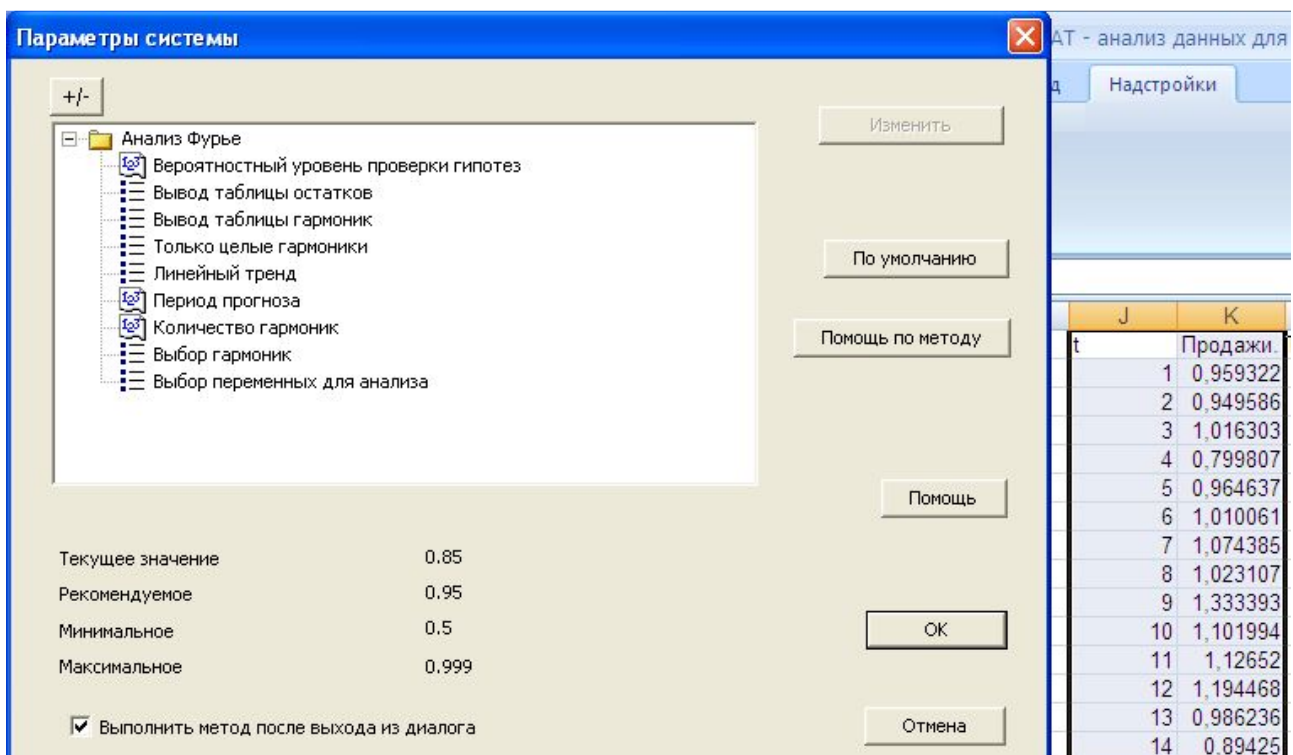 Параметры системы
АТ - анализ данных для
д Надстройки
+/-
Изменить
Анализ Фурье
Вероятностный уровень проверки гипотез
Вывод таблицы остатков
Вывод таблицы гармоник
Только целые гармоники
Линейный тренд
Период прогноза
Количество гармоник
Выбор гармоник
Выбор переменных для анализа
По умолчанию
Помощь по методу
Помощь
Текущее значение 0.85
Рекомендуемое 0.95
Минимальное 0.5
Максимальное 0.999
OK
Выполнить метод после выхода из диалога
Отмена
J K
t Продажи.
1 0,959322
2 0,949586
3 1,016303
4 0,799807
5 0,964637
6 1,010061
7 1,074385
8 1,023107
9 1,333393
10 1,101994
11 1,12652
12 1,194468
13 0,986236
14 0,89425